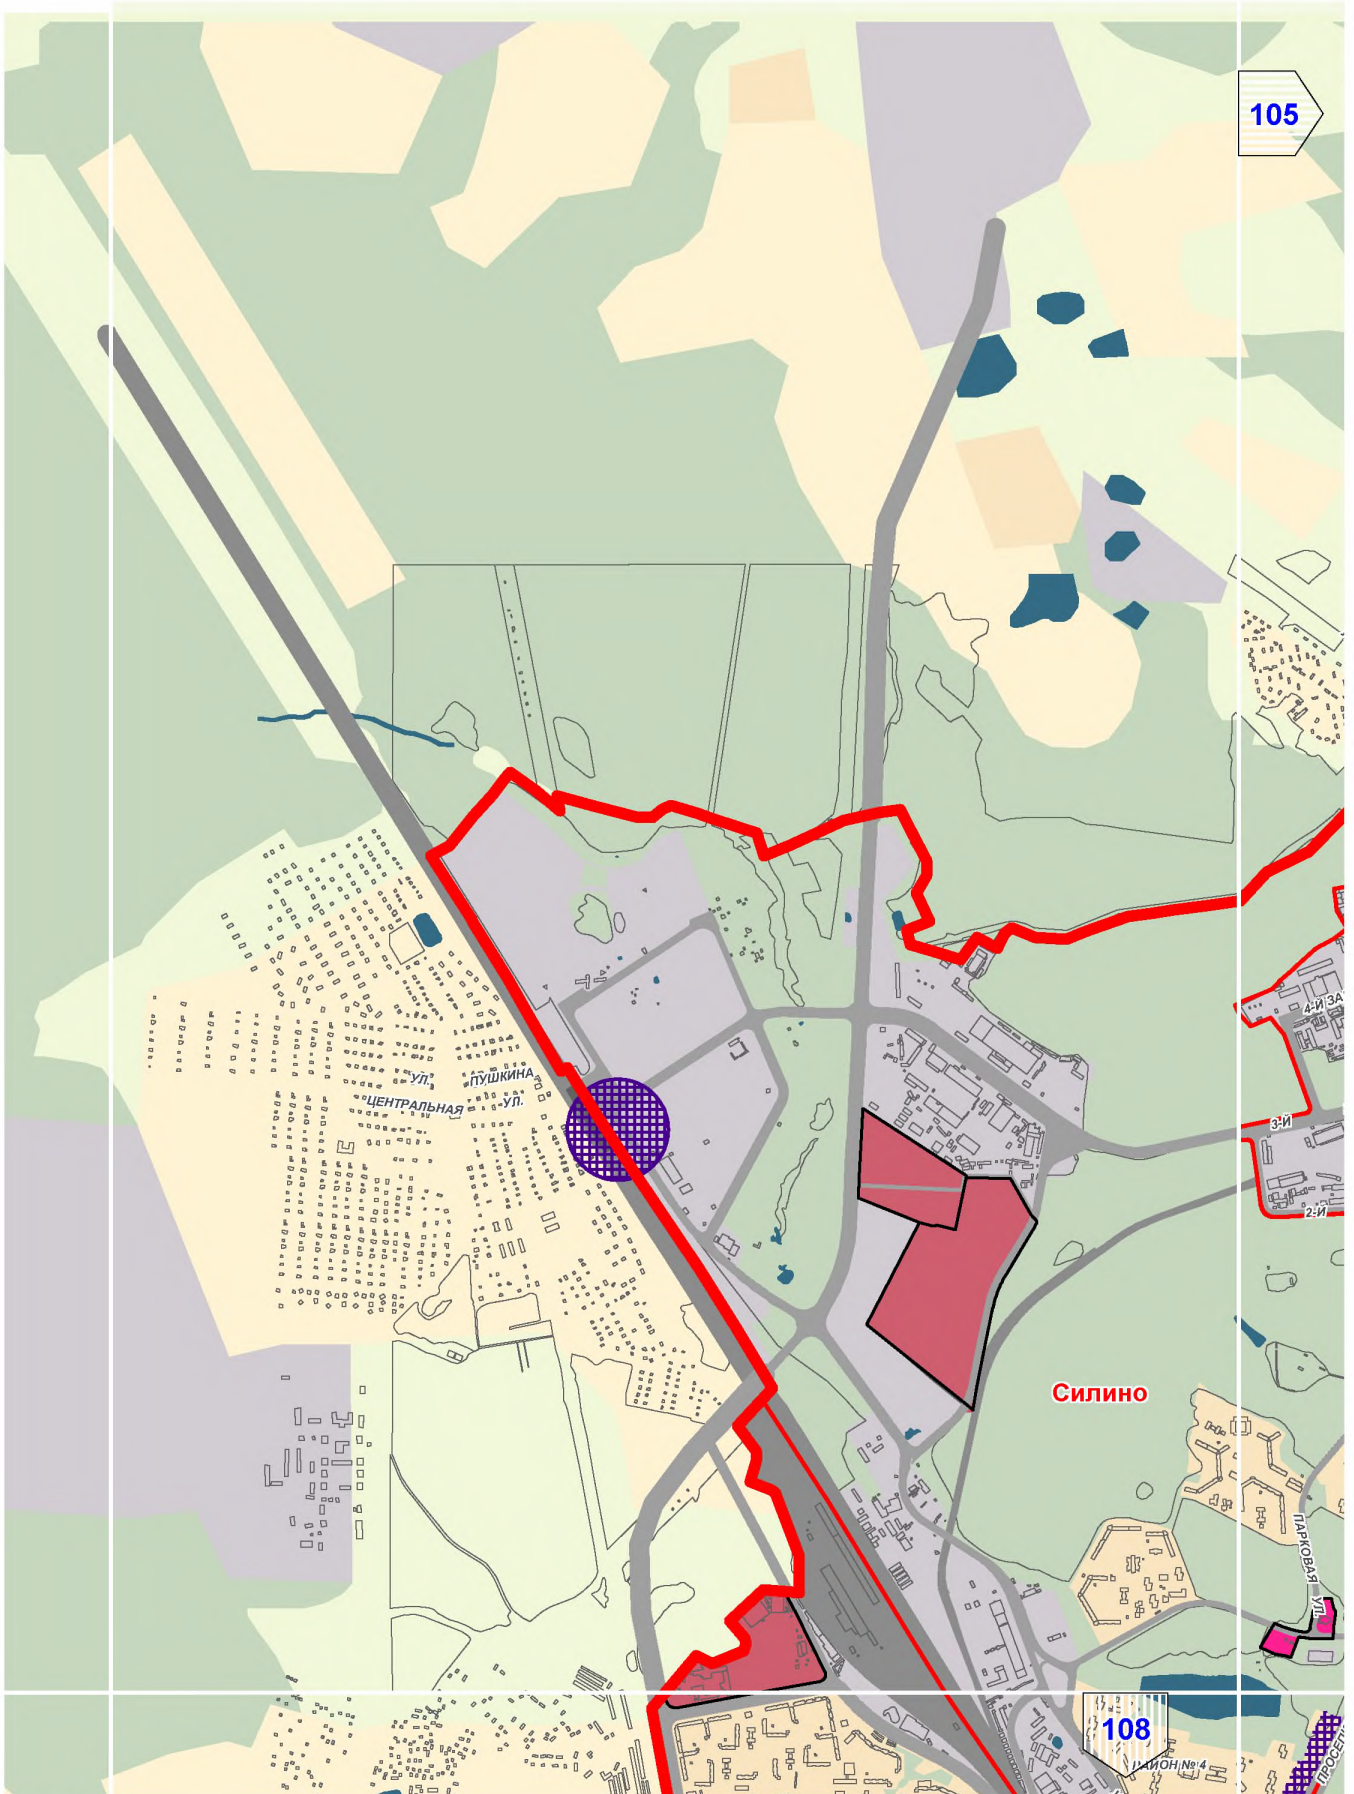 105
4-Й ЗА
УЛ.
ПУШКИНА
ЦЕНТРАЛЬНАЯ
УЛ.
3-Й
2-Й
Силино
ПАРКОВАЯ УЛ.
108
РАЙОН № 4
ПРОСЕ